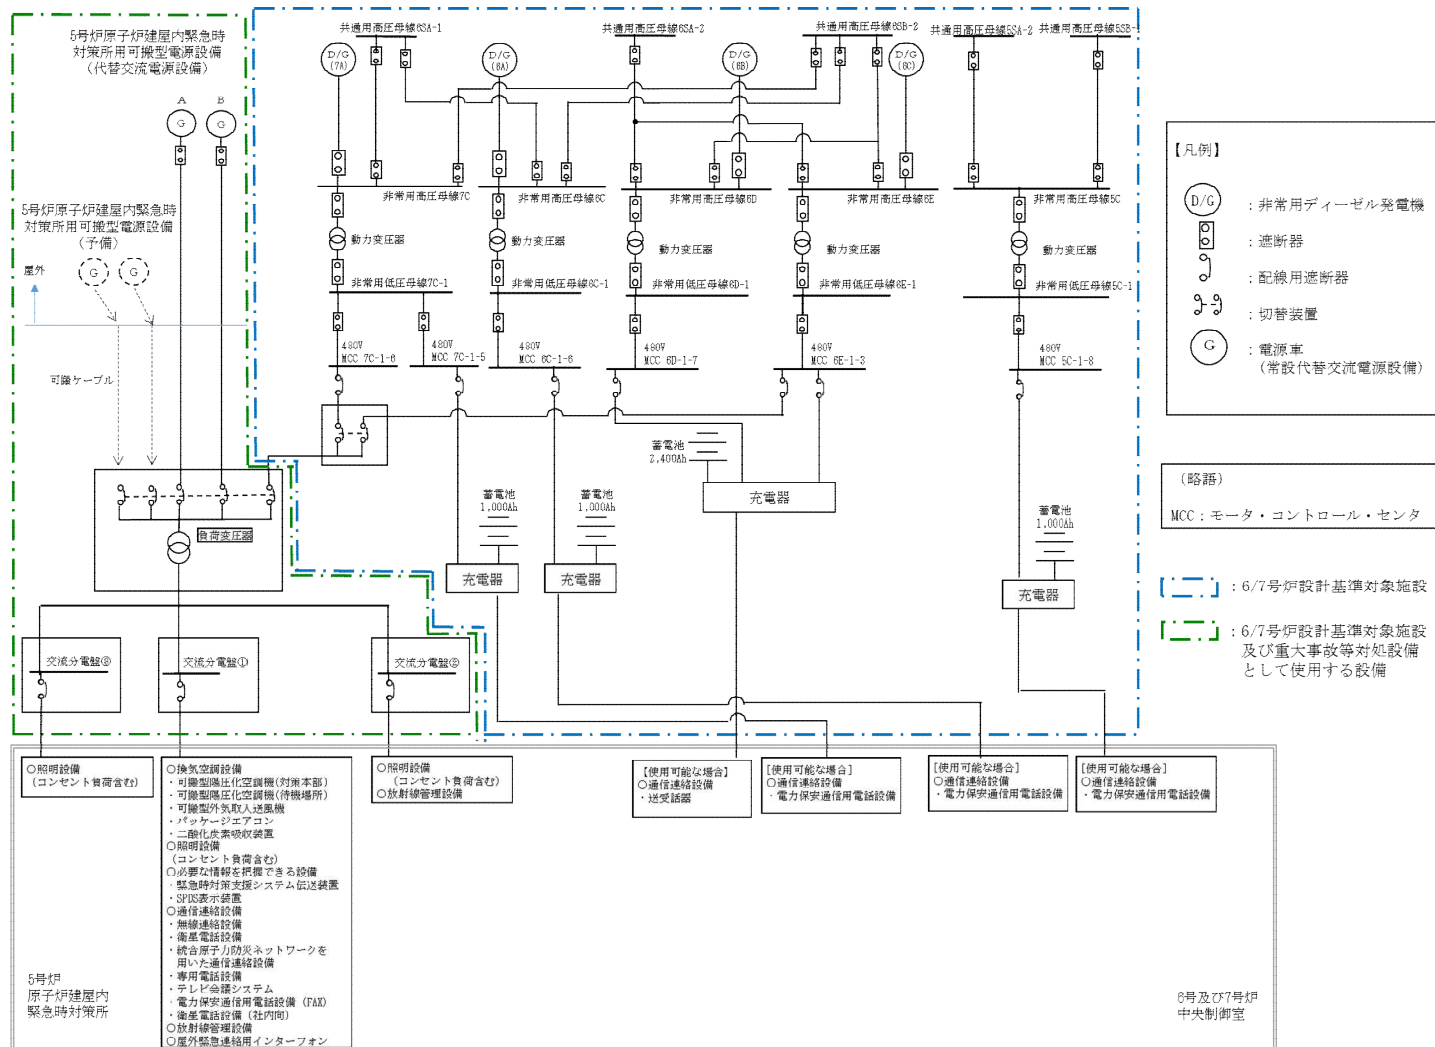 5号炉原子炉建屋内緊急時
対策所用可搬型電源設備
(代替交流電源設備)
A
B
G
G
5号炉原子炉建屋内緊急時
対策所用可搬型電源設備
(予備)
G
G
屋外
可搬ケーブル
負荷変圧器
交流分電盤③
交流分電盤①
交流分電盤②
共通用高圧母線6SA-1
共通用高圧母線6SA-2
共通用高圧母線6SB-2
共通用高圧母線5SA-2
共通用高圧母線5SB-
D/G
(7A)
D/G
(6A)
D/G
(6B)
D/G
(6C)
非常用高圧母線7C
非常用高圧母線6C
非常用高圧母線6D
非常用高圧母線6E
非常用高圧母線5C
動力変圧器
動力変圧器
動力変圧器
動力変圧器
動力変圧器
非常用低圧母線7C-1
非常用低圧母線6C-1
非常用低圧母線6D-1
非常用低圧母線6E-1
非常用低圧母線5C-1
480V
MCC 7C-1-6
480V
MCC 7C-1-5
480V
MCC 6C-1-6
480V
MCC 6D-1-7
480V
MCC 6E-1-3
480V
MCC 5C-1-8
蓄電池
2,400Ah
蓄電池
1,000Ah
蓄電池
1,000Ah
蓄電池
1,000Ah
充電器
充電器
充電器
充電器
【凡例】
D/G
:非常用ディーゼル発電機
:遮断器
:配線用遮断器
:切替装置
G
:電源車
(常設代替交流電源設備)
(略語)
MCC:モータ・コントロール・センタ
:6/7号炉設計基準対象施設
:6/7号炉設計基準対象施設
及び重大事故等対処設備
として使用する設備
○照明設備
(コンセント負荷含む)
○換気空調設備
・可搬型陽圧化空調機(対策本部)
・可搬型陽圧化空調機(待機場所)
・可搬型外気取入送風機
・パッケージエアコン
・二酸化炭素吸収装置
○照明設備
(コンセント負荷含む)
○必要な情報を把握できる設備
・緊急時対策支援システム伝送装置
・SPDS表示装置
○通信連絡設備
・無線連絡設備
・衛星電話設備
・統合原子力防災ネットワークを
用いた通信連絡設備
・専用電話設備
・テレビ会議システム
・電力保安通信用電話設備(FAX)
・衛星電話設備(社内向)
○放射線管理設備
○屋外緊急連絡用インターフォン
○照明設備
(コンセント負荷含む)
○放射線管理設備
【使用可能な場合】
○通信連絡設備
・送受話器
[使用可能な場合]
○通信連絡設備
・電力保安通信用電話設備
[使用可能な場合]
○通信連絡設備
・電力保安通信用電話設備
[使用可能な場合]
○通信連絡設備
・電力保安通信用電話設備
5号炉
原子炉建屋内
緊急時対策所
6号及び7号炉
中央制御室